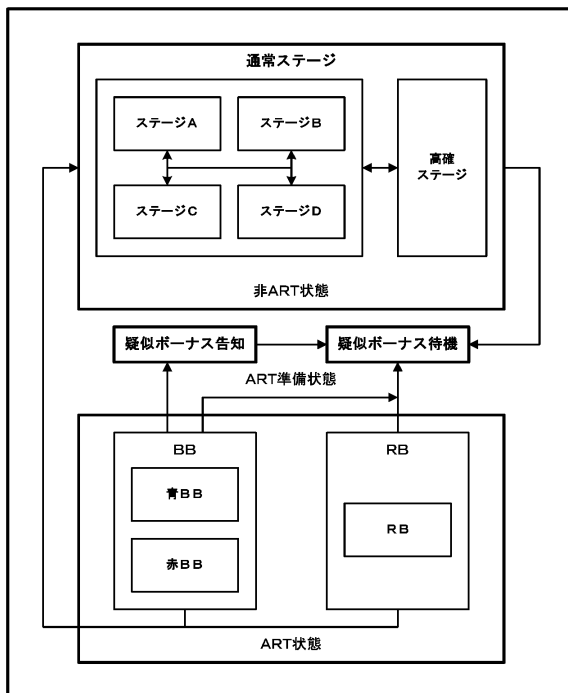 通常ステージ
ステージA
ステージB
高確
ステージ
ステージC
ステージD
非ART状態
疑似ボーナス告知
疑似ボーナス待機
ART準備状態
BB
RB
青BB
RB
赤BB
ART状態